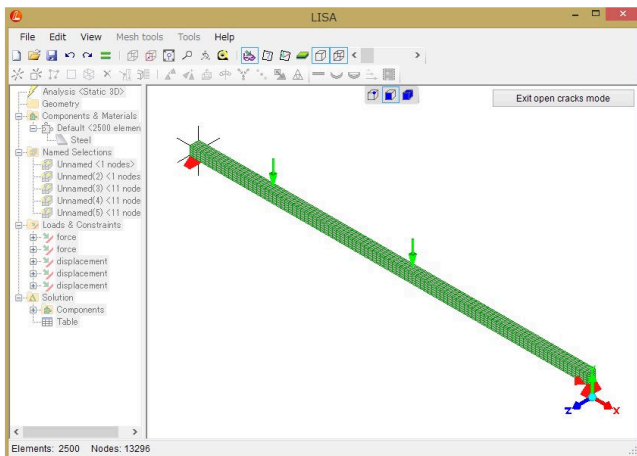 LISA
File Edit View Mesh tools Tools Help
Analysis <Static 3D>
Geometry
Components & Materials
Default <2500 elemen
Steel
Named Selections
Unnamed <1 nodes>
Unnamed(2) <1 nodes
Unnamed(3) <11 node
Unnamed(4) <11 node
Unnamed(5) <11 node
Loads & Constraints
force
force
displacement
displacement
displacement
Solution
Components
Table
Exit open cracks mode
z x
Elements: 2500 Nodes: 13296